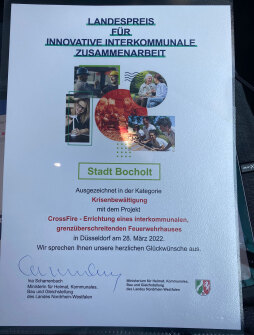 LANDESPREIS
FÜR
INNOVATIVE INTERKOMMUNALE
ZUSAMMENARBEIT
Stadt Bocholt
Ausgezeichnet in der Kategorie
Krisenbewältigung
mit dem Projekt
CrossFire - Errichtung eines interkommunalen,
grenzüberschreitenden Feuerwehrhauses
in Düsseldorf am 28. März 2022.
Wir sprechen Ihnen unsere herzlichen Glückwünsche aus.
Ina Scharrenbach
Ministerin für Heimat, Kommunales,
Bau und Gleichstellung
des Landes Nordrhein-Westfalen
Ministerium für Heimat, Kommunales,
Bau und Gleichstellung
des Landes Nordrhein-Westfalen